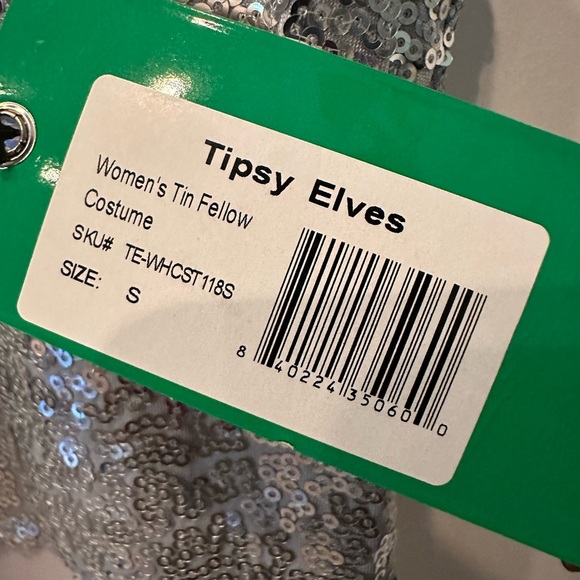 Tipsy Elves
Women's Tin Fellow
Costume
SKU# TE-WHCST118S
SIZE: S
8 40224 35060 0